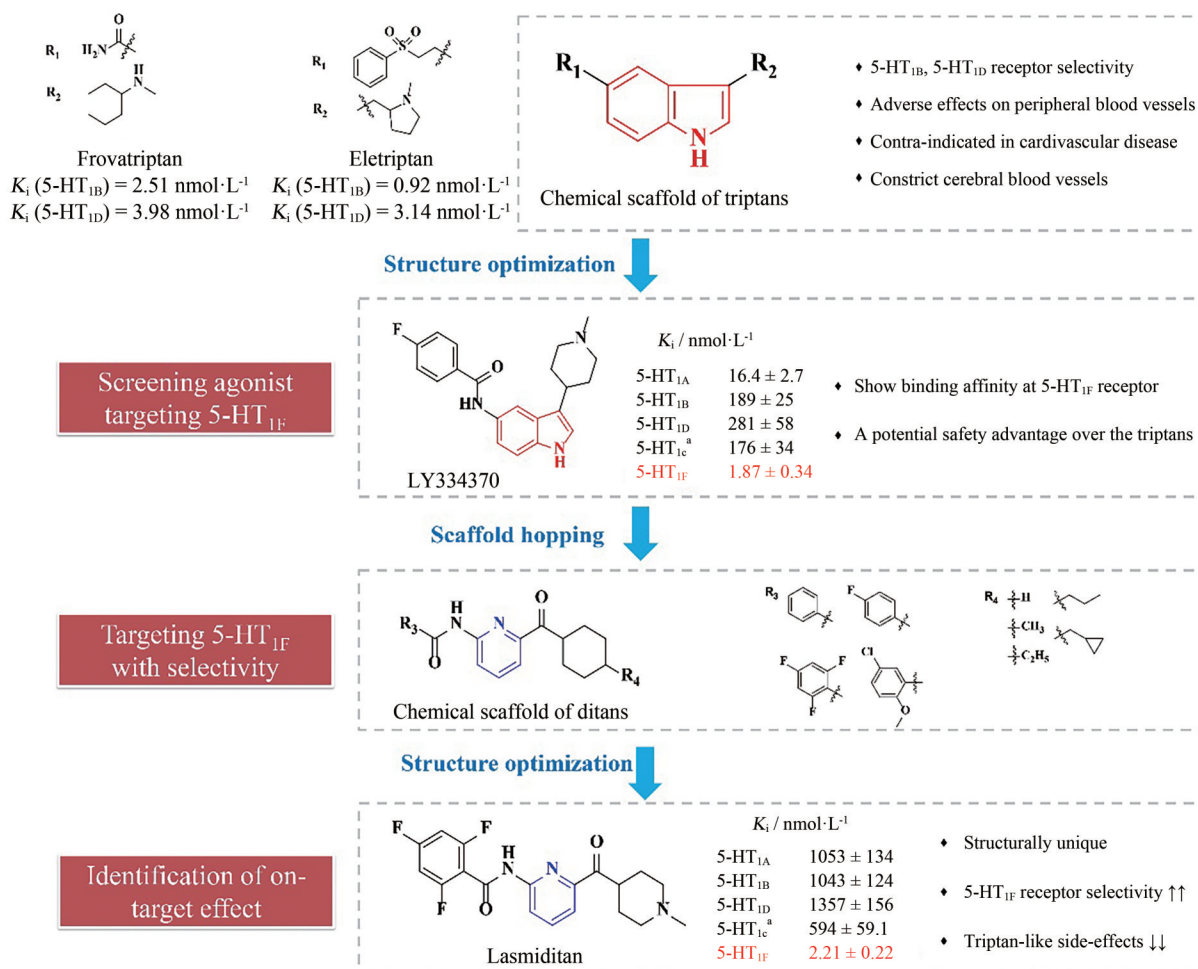 R₁
H₂N
O
R₂
H
N
Frovatriptan
Kᵢ (5-HT₁B) = 2.51 nmol·L⁻¹
Kᵢ (5-HT₁D) = 3.98 nmol·L⁻¹
R₁
O
O
S
R₂
N
Eletriptan
Kᵢ (5-HT₁B) = 0.92 nmol·L⁻¹
Kᵢ (5-HT₁D) = 3.14 nmol·L⁻¹
R₁
R₂
N
H
Chemical scaffold of triptans
♦ 5-HT₁B, 5-HT₁D receptor selectivity
♦ Adverse effects on peripheral blood vessels
♦ Contra-indicated in cardivascular disease
♦ Constrict cerebral blood vessels
Structure optimization
Screening agonist
targeting 5-HT₁F
F
O
NH
N
N
H
LY334370
Kᵢ / nmol·L⁻¹
5-HT₁A 16.4 ± 2.7
5-HT₁B 189 ± 25
5-HT₁D 281 ± 58
5-HT₁cᵃ 176 ± 34
5-HT₁F 1.87 ± 0.34
♦ Show binding affinity at 5-HT₁F receptor
♦ A potential safety advantage over the triptans
Scaffold hopping
Targeting 5-HT₁F
with selectivity
R₃
O
H
N
N
O
R₄
Chemical scaffold of ditans
R₃
F
F
F
F
Cl
O
R₄
H
CH₃
C₂H₅
Structure optimization
Identification of on-
target effect
F
F
F
O
H
N
N
O
N
Lasmiditan
Kᵢ / nmol·L⁻¹
5-HT₁A 1053 ± 134
5-HT₁B 1043 ± 124
5-HT₁D 1357 ± 156
5-HT₁cᵃ 594 ± 59.1
5-HT₁F 2.21 ± 0.22
♦ Structurally unique
♦ 5-HT₁F receptor selectivity ↑↑
♦ Triptan-like side-effects ↓↓